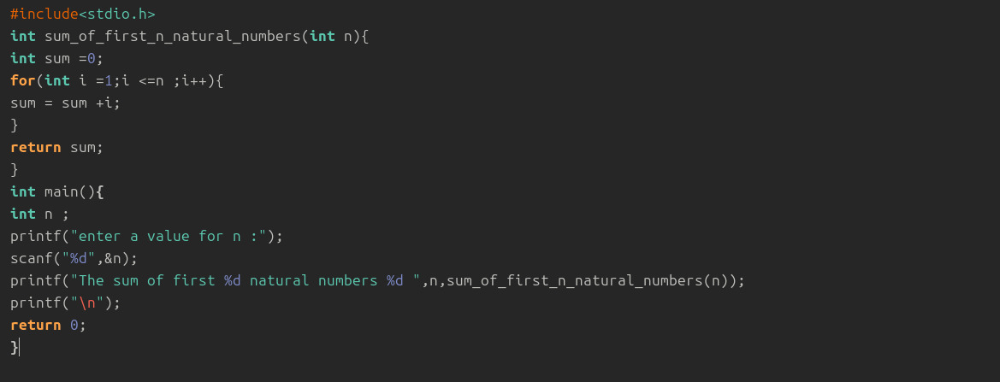 #include<stdio.h>
int sum_of_first_n_natural_numbers(int n){
int sum =0;
for(int i =1;i <=n ;i++){
sum = sum +i;
}
return sum;
}
int main(){
int n ;
printf("enter a value for n :");
scanf("%d",&n);
printf("The sum of first %d natural numbers %d ",n,sum_of_first_n_natural_numbers(n));
printf("\n");
return 0;
}